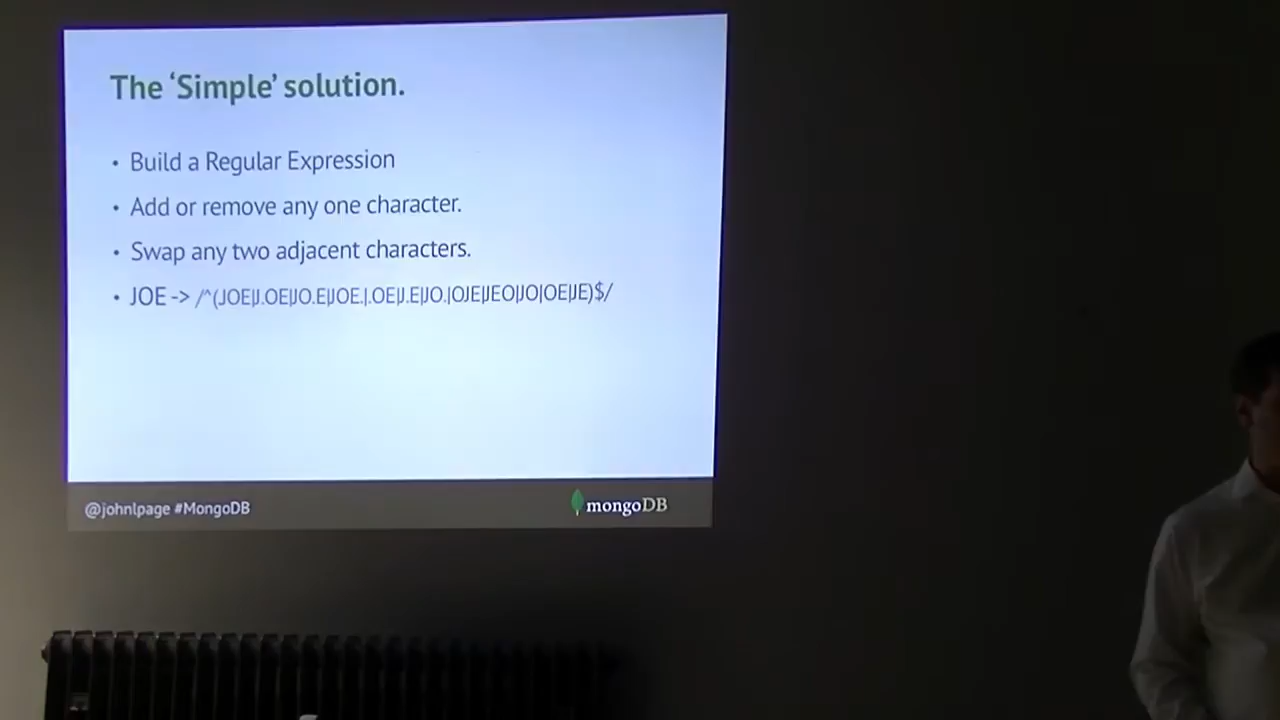 The ‘Simple’ solution.
• Build a Regular Expression
• Add or remove any one character.
• Swap any two adjacent characters.
• JOE -> /^(JOE|J.OE|JO.E|JOE.|.OE|J.E|JO.|OJE|JEO|JO|OE|JE)$/
@johnlpage #MongoDB
mongoDB